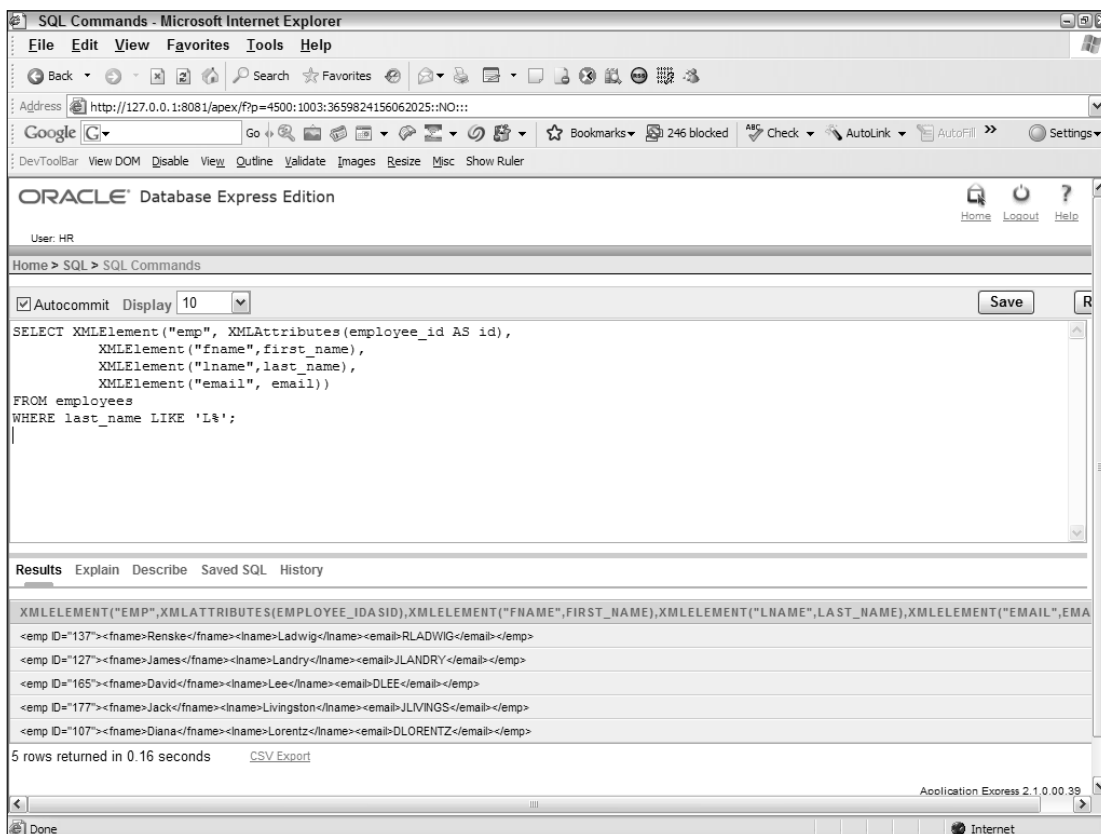 SQL Commands - Microsoft Internet Explorer
File Edit View Favorites Tools Help
Back Search Favorites
Address http://127.0.0.1:8081/apex/f?p=4500:1003:3659824156062025::NO:::
Google G Go Bookmarks 246 blocked ABC Check AutoLink AutoFill >> Settings
DevToolBar View DOM Disable View Outline Validate Images Resize Misc Show Ruler
ORACLE Database Express Edition
Home Logout ? Help
User: HR
Home > SQL > SQL Commands
Autocommit Display 10 Save R
SELECT XMLElement("emp", XMLAttributes(employee_id AS id),
XMLElement("fname",first_name),
XMLElement("lname",last_name),
XMLElement("email", email))
FROM employees
WHERE last_name LIKE 'L%';
Results Explain Describe Saved SQL History
XMLELEMENT("EMP",XMLATTRIBUTES(EMPLOYEE_IDASID),XMLELEMENT("FNAME",FIRST_NAME),XMLELEMENT("LNAME",LAST_NAME),XMLELEMENT("EMAIL",EMA
<emp ID="137"><fname>Renske</fname><lname>Ladwig</lname><email>RLADWIG</email></emp>
<emp ID="127"><fname>James</fname><lname>Landry</lname><email>JLANDRY</email></emp>
<emp ID="165"><fname>David</fname><lname>Lee</lname><email>DLEE</email></emp>
<emp ID="177"><fname>Jack</fname><lname>Livingston</lname><email>JLIVINGS</email></emp>
<emp ID="107"><fname>Diana</fname><lname>Lorentz</lname><email>DLORENTZ</email></emp>
5 rows returned in 0.16 seconds CSV Export
Application Express 2.1.0.00.39
Done Internet